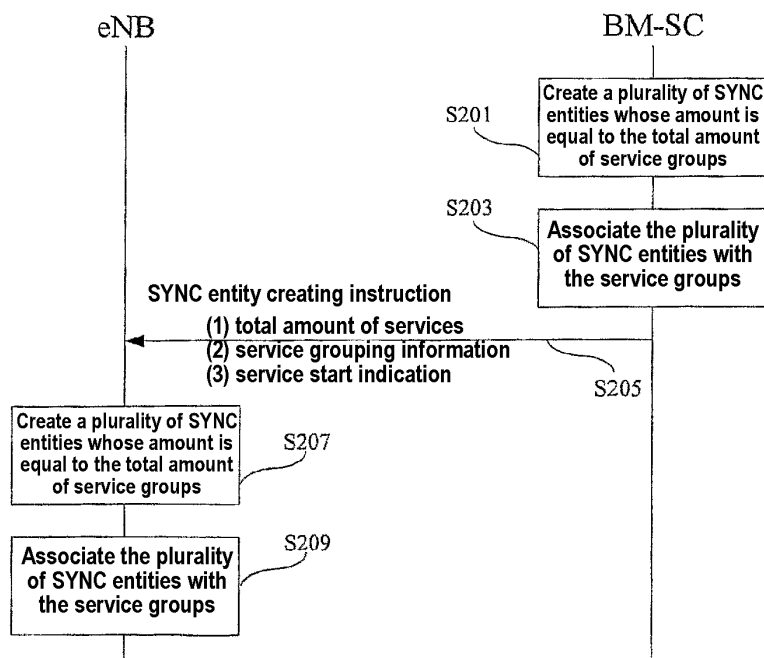 eNB
BM-SC
Create a plurality of SYNC
entities whose amount is
equal to the total amount
of service groups
S201
S203
Associate the plurality
of SYNC entities with
the service groups
SYNC entity creating instruction
(1) total amount of services
(2) service grouping information
(3) service start indication
S205
Create a plurality of SYNC
entities whose amount is
equal to the total amount
of service groups
S207
Associate the plurality
of SYNC entities with
the service groups
S209